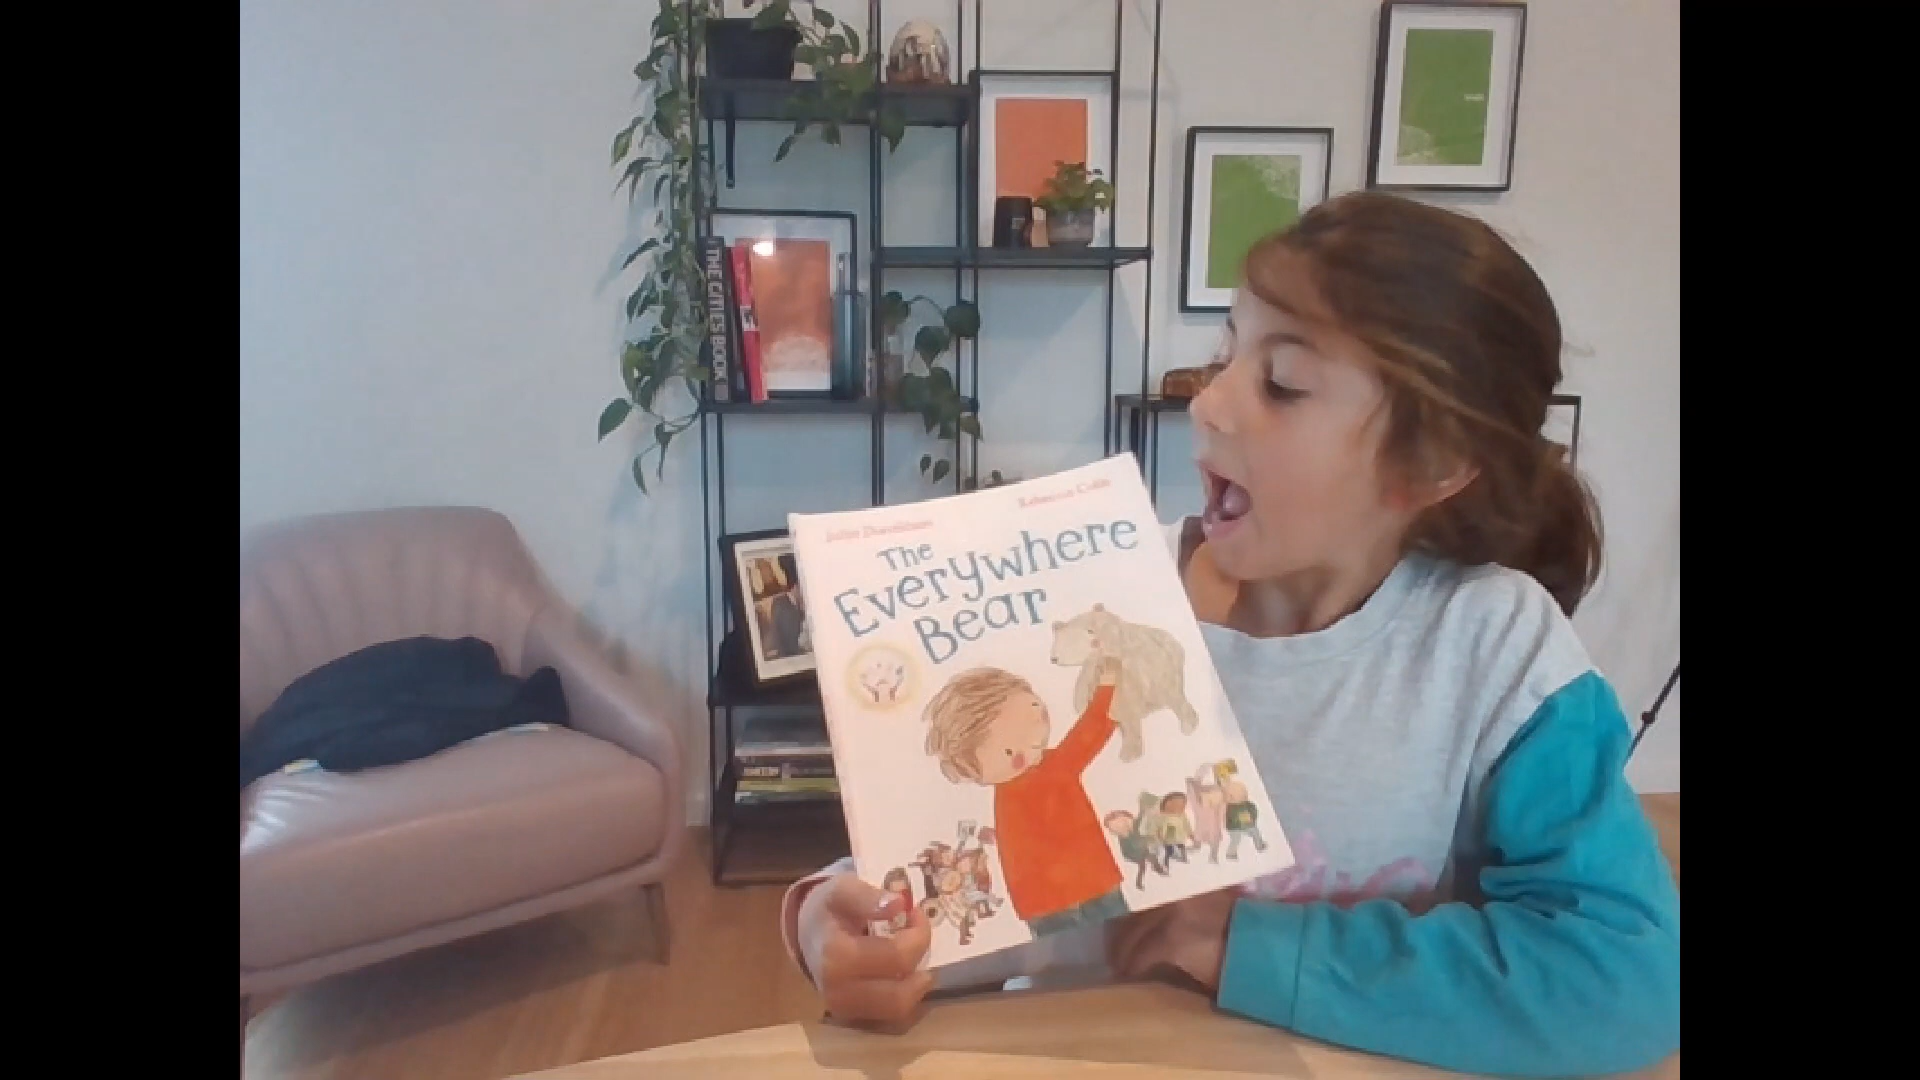 THE CITIES BOOK
Julia Donaldson
Rebecca Cobb
The
Everywhere
Bear